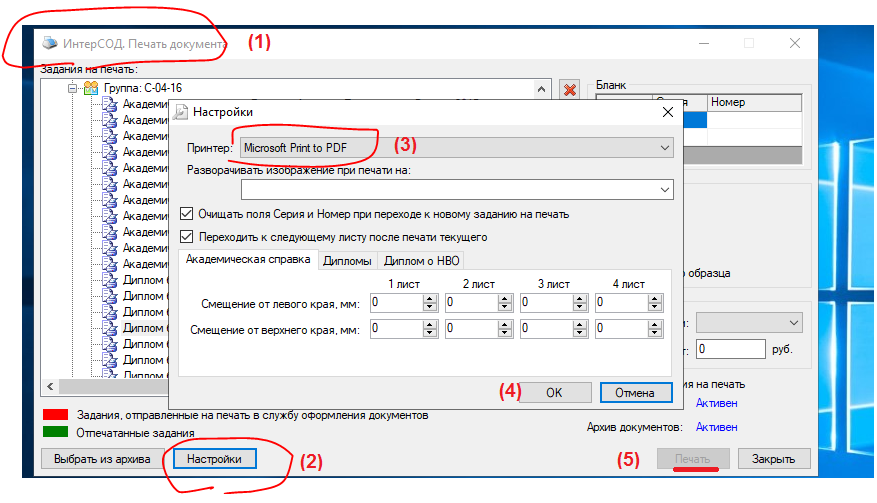 ИнтерСОД. Печать документа
(1)
Задания на печать:
Группа: С-04-16
Академи
Академи
Академи
Академи
Академи
Академи
Академи
Академи
Академи
Академи
Академи
Диплом
Диплом
Диплом
Диплом
Диплом
Диплом
Диплом
Бланк
Номер
Настройки
Принтер:
Microsoft Print to PDF
(3)
Разворачивать изображение при печати на:
Очищать поля Серия и Номер при переходе к новому заданию на печать
Переходить к следующему листу после печати текущего
Академическая справка
Дипломы
Диплом о НВО
1 лист
2 лист
3 лист
4 лист
Смещение от левого края, мм:
0
0
0
0
Смещение от верхнего края, мм:
0
0
0
0
(4)
OK
Отмена
образца
0
руб.
на печать
Активен
Архив документов:
Активен
Задания, отправленные на печать в службу оформления документов
Отпечатанные задания
Выбрать из архива
Настройки
(2)
(5)
Печать
Закрыть